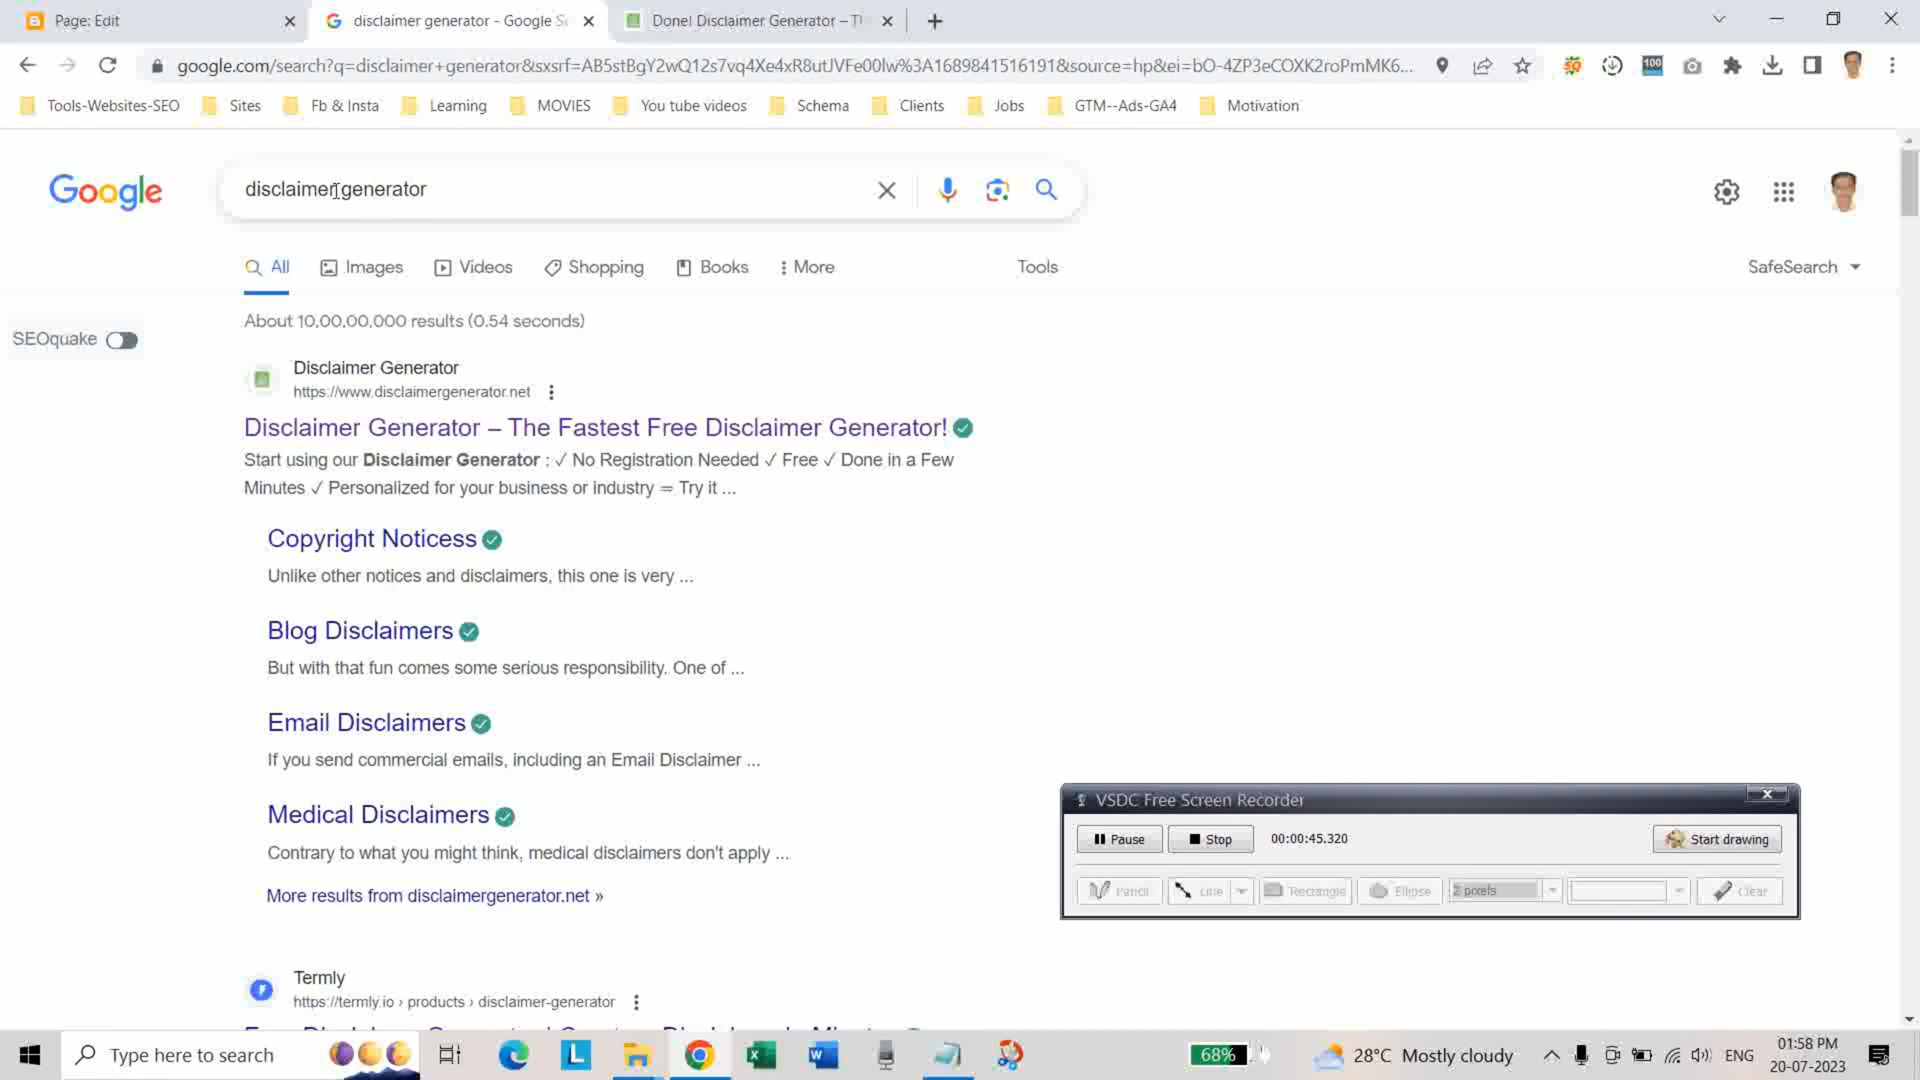 Page: Edit
disclaimer generator - Google Se
Done! Disclaimer Generator – Th
google.com/search?q=disclaimer+generator&sxsrf=AB5stBgY2wQ12s7vq4Xe4xR8utJVFe00lw%3A1689841516191&source=hp&ei=bO-4ZP3eCOXK2roPmMK6...
100
Tools-Websites-SEO
Sites
Fb & Insta
Learning
MOVIES
You tube videos
Schema
Clients
Jobs
GTM--Ads-GA4
Motivation
Google
disclaimer generator
All
Images
Videos
Shopping
Books
More
Tools
SafeSearch
About 10,00,00,000 results (0.54 seconds)
SEOquake
Disclaimer Generator
https://www.disclaimergenerator.net
Disclaimer Generator – The Fastest Free Disclaimer Generator!
Start using our Disclaimer Generator : ✓ No Registration Needed ✓ Free ✓ Done in a Few
Minutes ✓ Personalized for your business or industry = Try it ...
Copyright Noticess
Unlike other notices and disclaimers, this one is very ...
Blog Disclaimers
But with that fun comes some serious responsibility. One of ...
Email Disclaimers
If you send commercial emails, including an Email Disclaimer ...
Medical Disclaimers
Contrary to what you might think, medical disclaimers don't apply ...
More results from disclaimergenerator.net »
VSDC Free Screen Recorder
Pause
Stop
00:00:45.320
Start drawing
Pencil
Line
Rectangle
Ellipse
2 pixels
Clear
Termly
https://termly.io › products › disclaimer-generator
Type here to search
68%
28°C Mostly cloudy
ENG
01:58 PM
20-07-2023